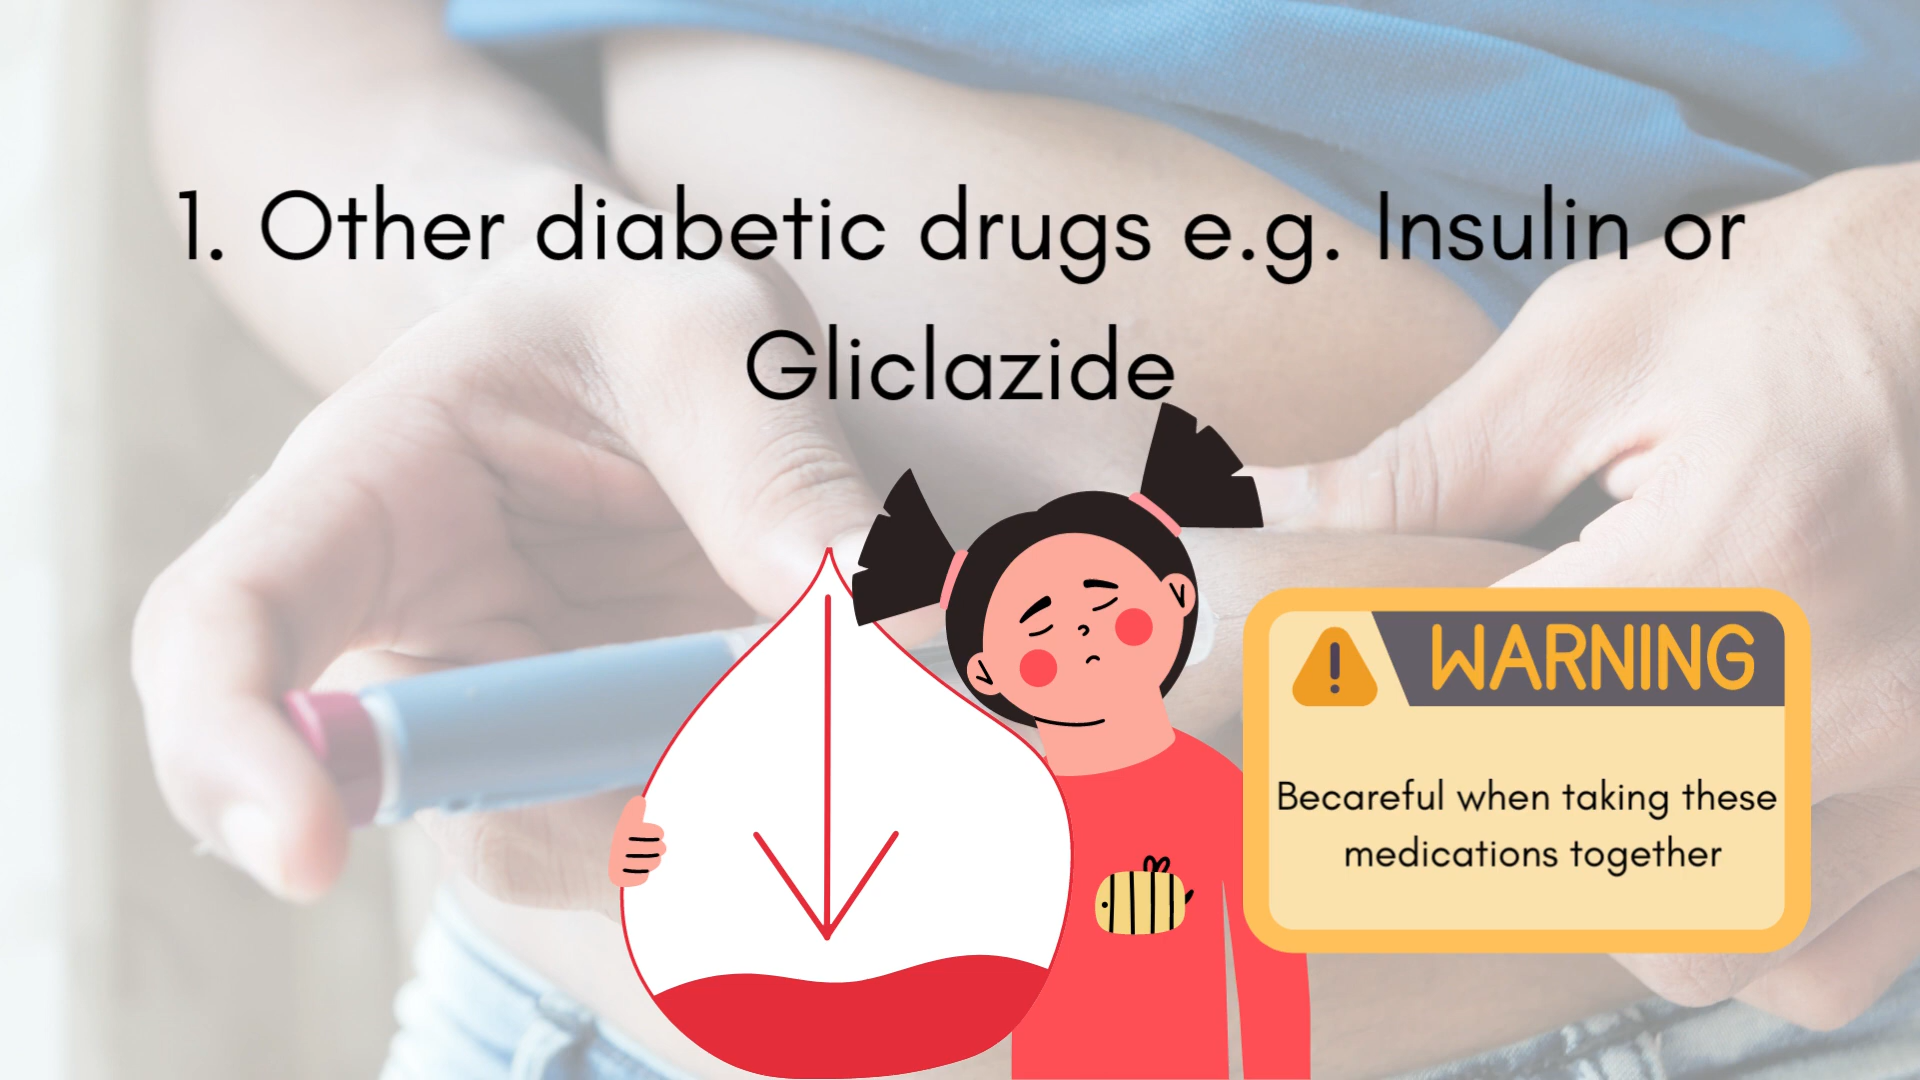 1. Other diabetic drugs e.g. Insulin or
Gliclazide
WARNING
Becareful when taking these
medications together